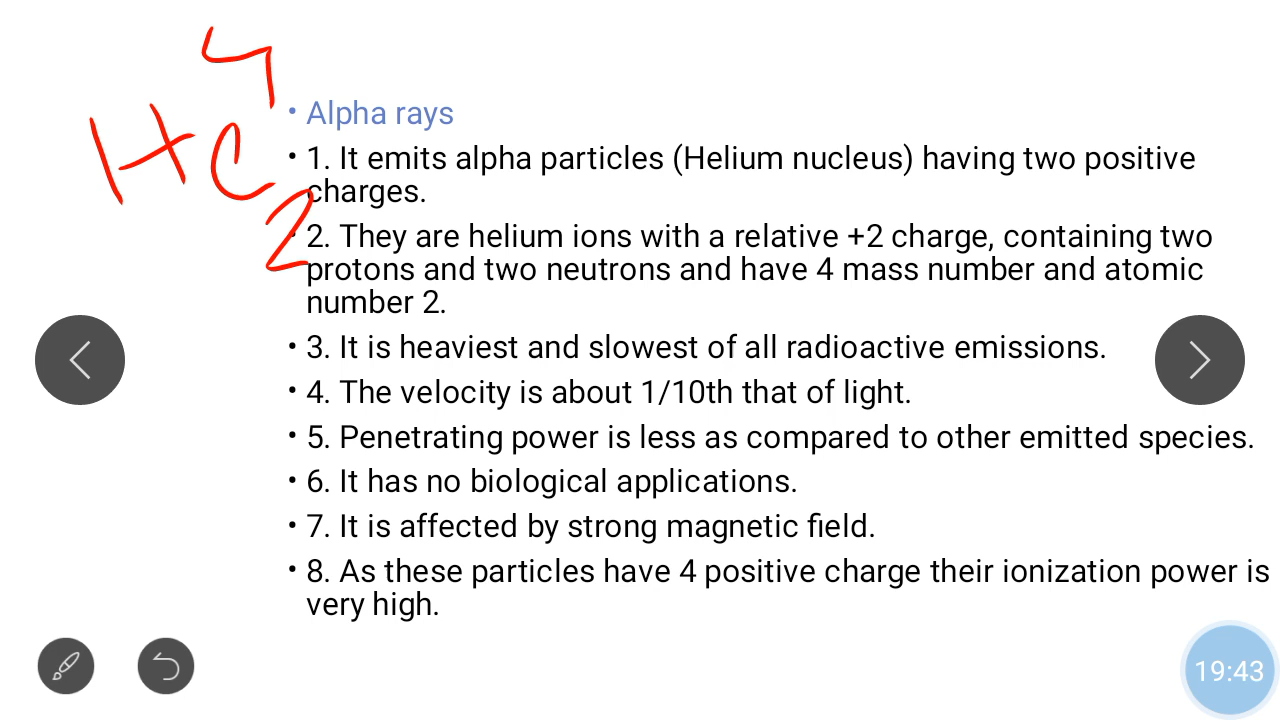 4
He
2
• Alpha rays
• 1. It emits alpha particles (Helium nucleus) having two positive
charges.
• 2. They are helium ions with a relative +2 charge, containing two
protons and two neutrons and have 4 mass number and atomic
number 2.
• 3. It is heaviest and slowest of all radioactive emissions.
• 4. The velocity is about 1/10th that of light.
• 5. Penetrating power is less as compared to other emitted species.
• 6. It has no biological applications.
• 7. It is affected by strong magnetic field.
• 8. As these particles have 4 positive charge their ionization power is
very high.
19:43